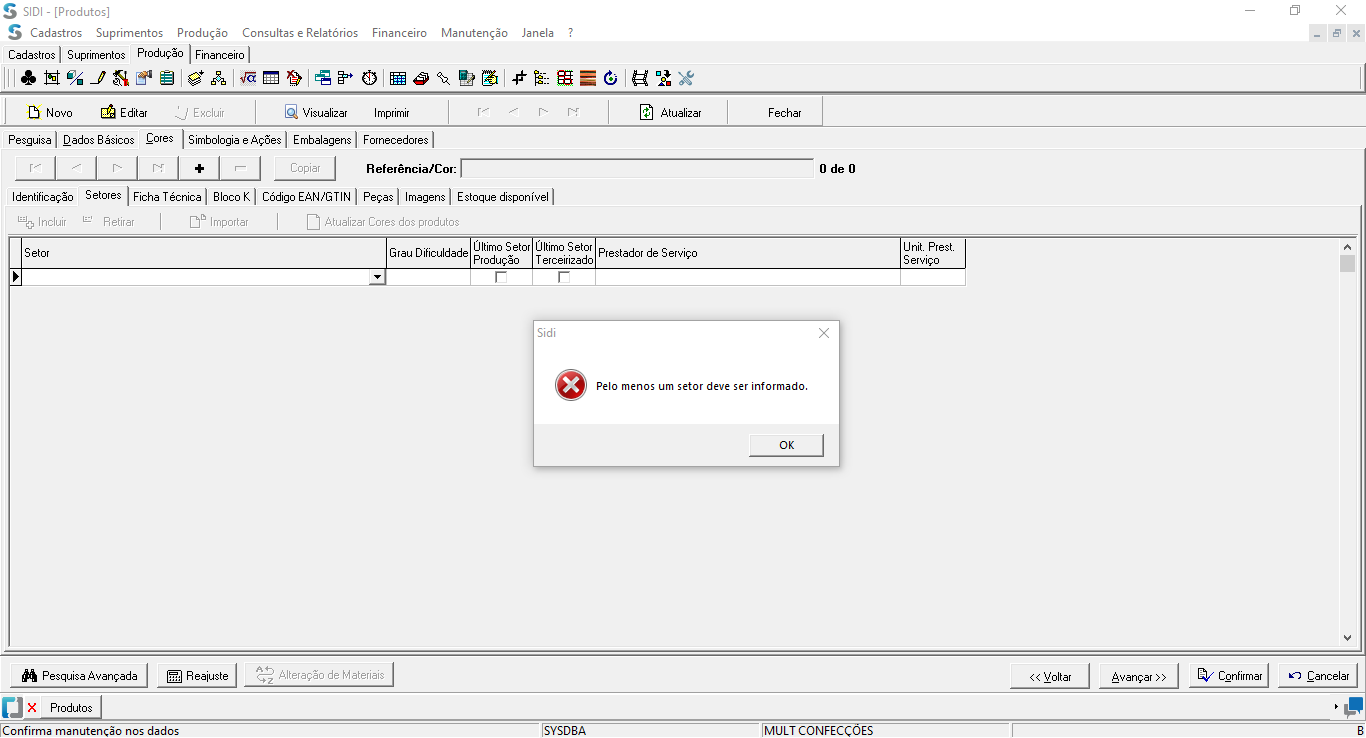 SIDI - [Produtos]
Cadastros Suprimentos Produção Consultas e Relatórios Financeiro Manutenção Janela ?
Cadastros Suprimentos Produção Financeiro
Novo Editar Excluir Visualizar Imprimir Atualizar Fechar
Pesquisa Dados Básicos Cores Simbologia e Ações Embalagens Fornecedores
Copiar Referência/Cor: 0 de 0
Identificação Setores Ficha Técnica Bloco K Código EAN/GTIN Peças Imagens Estoque disponível
Incluir Retirar Importar Atualizar Cores dos produtos
Setor Grau Dificuldade Último Setor Produção Último Setor Terceirizado Prestador de Serviço Unit. Prest. Serviço
Sidi
Pelo menos um setor deve ser informado.
OK
Pesquisa Avançada Reajuste Alteração de Materiais << Voltar Avançar >> Confirmar Cancelar
Produtos
Confirma manutenção nos dados SYSDBA MULT CONFECÇÕES B